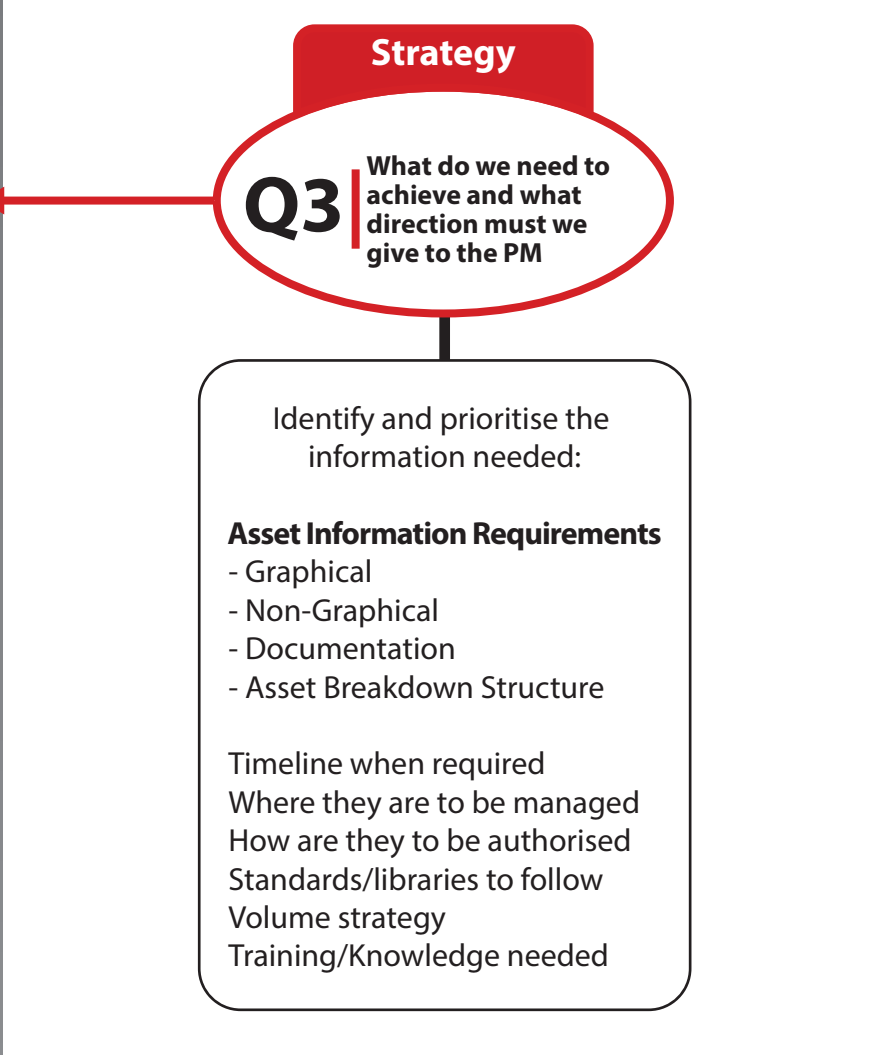 Strategy
Q3
What do we need to
achieve and what
direction must we
give to the PM
Identify and prioritise the
information needed:
Asset Information Requirements
- Graphical
- Non-Graphical
- Documentation
- Asset Breakdown Structure
Timeline when required
Where they are to be managed
How are they to be authorised
Standards/libraries to follow
Volume strategy
Training/Knowledge needed